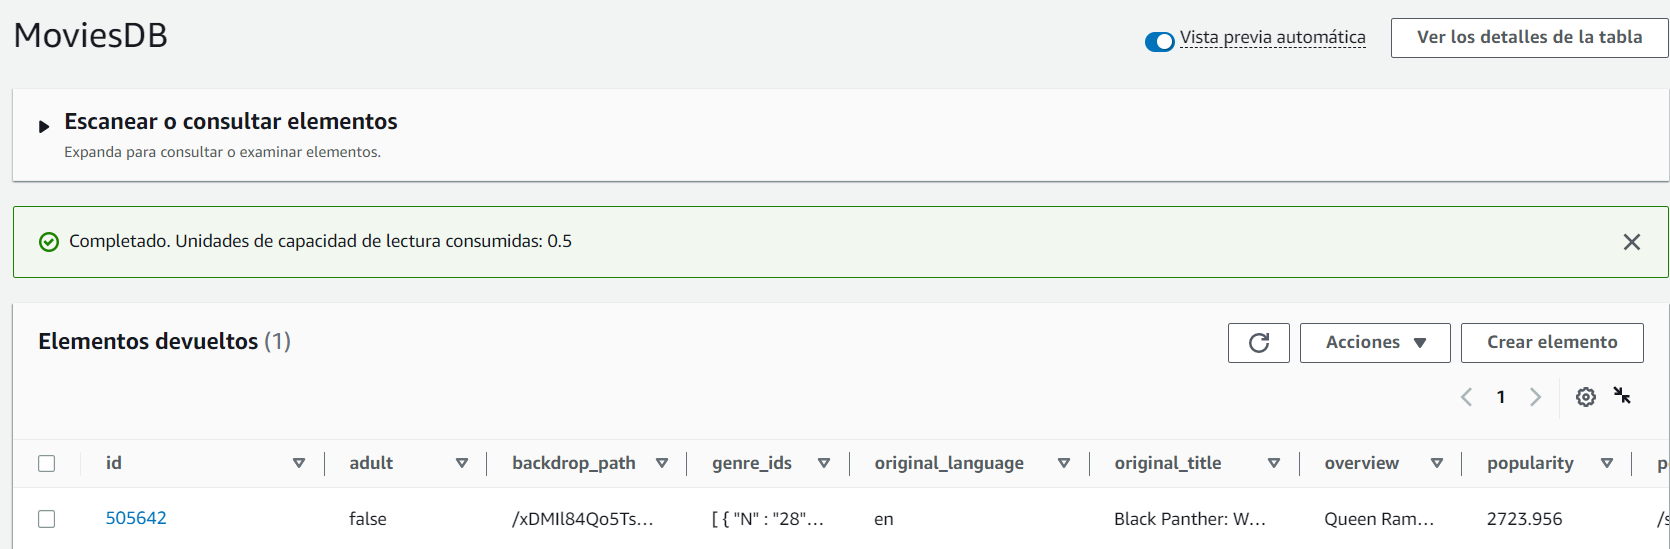 MoviesDB
Vista previa automática
Ver los detalles de la tabla
Escanear o consultar elementos
Expanda para consultar o examinar elementos.
Completado. Unidades de capacidad de lectura consumidas: 0.5
Elementos devueltos (1)
Acciones
Crear elemento
1
id adult backdrop_path genre_ids original_language original_title overview popularity
505642 false /xDMIl84Qo5Ts... [ { "N" : "28"... en Black Panther: W... Queen Ram... 2723.956